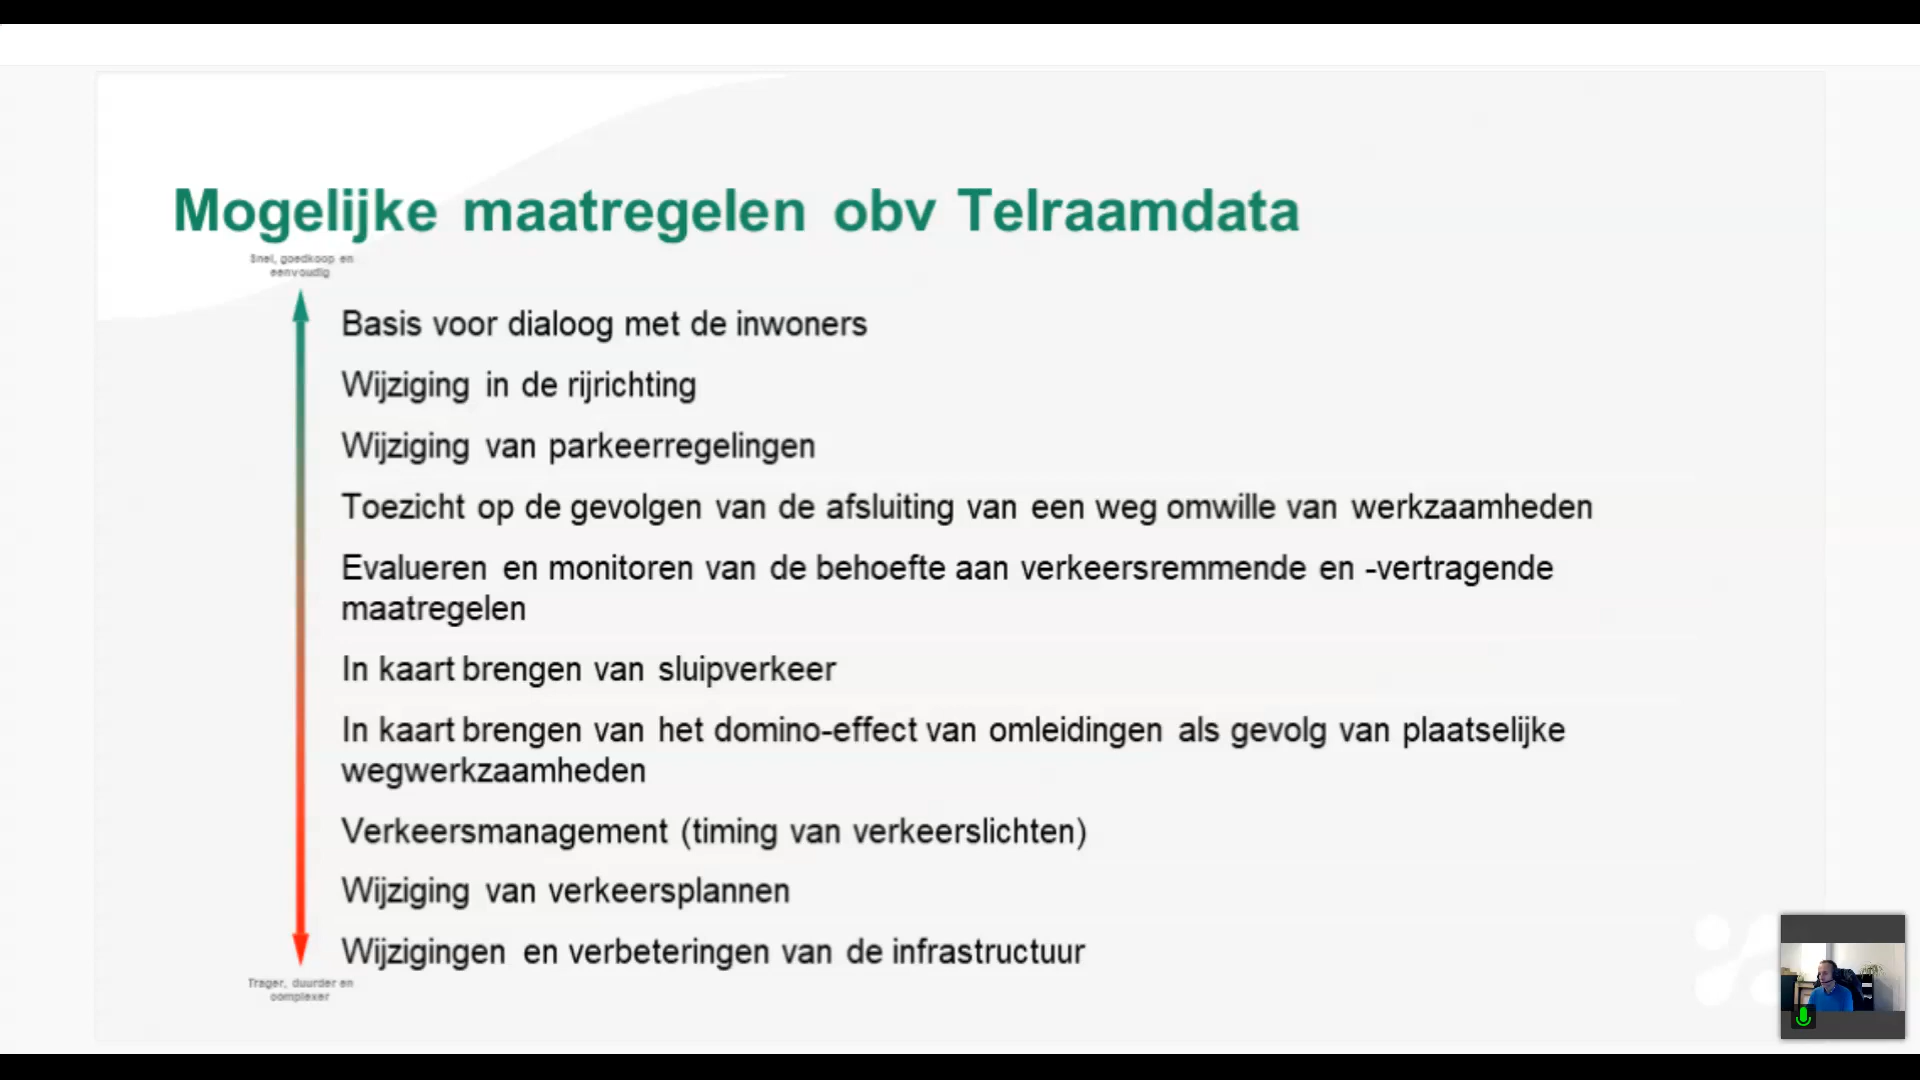 Mogelijke maatregelen obv Telraamdata
Snel, goedkoop en
eenvoudig
Basis voor dialoog met de inwoners
Wijziging in de rijrichting
Wijziging van parkeerregelingen
Toezicht op de gevolgen van de afsluiting van een weg omwille van werkzaamheden
Evalueren en monitoren van de behoefte aan verkeersremmende en -vertragende
maatregelen
In kaart brengen van sluipverkeer
In kaart brengen van het domino-effect van omleidingen als gevolg van plaatselijke
wegwerkzaamheden
Verkeersmanagement (timing van verkeerslichten)
Wijziging van verkeersplannen
Wijzigingen en verbeteringen van de infrastructuur
Trager, duurder en
complexer